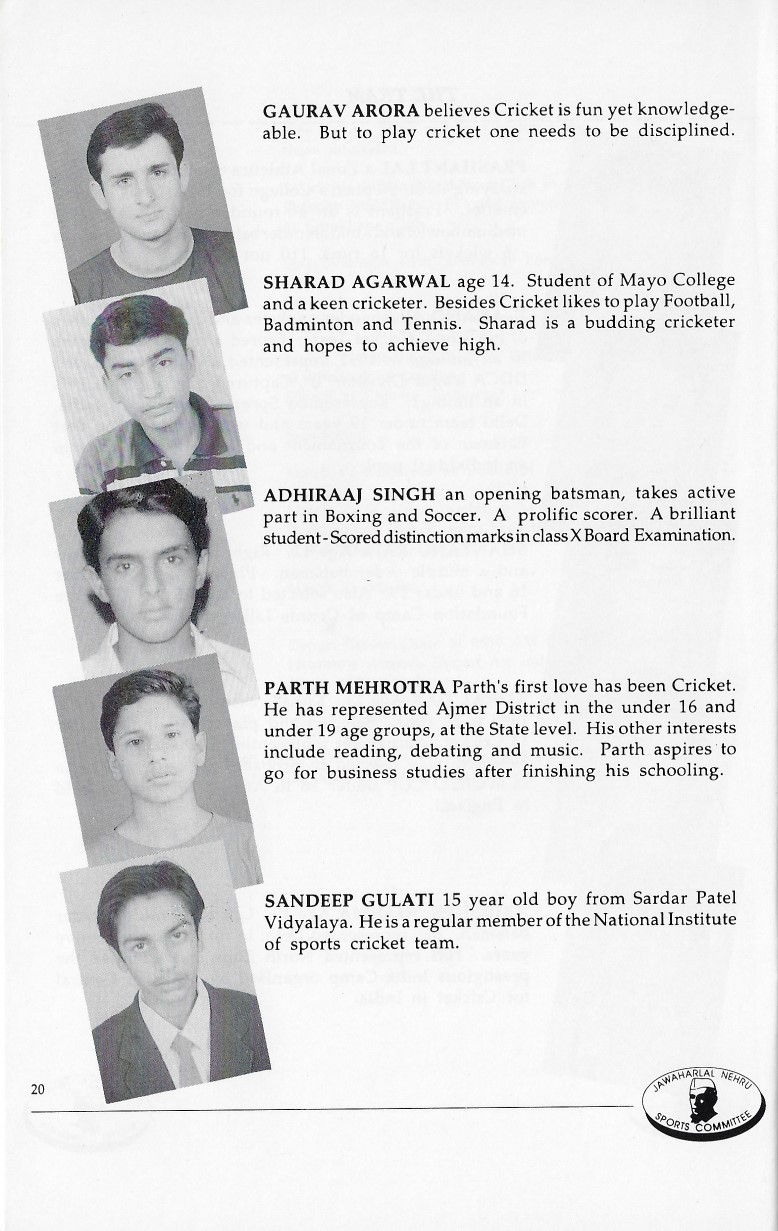 GAURAV ARORA believes Cricket is fun yet knowledge-
able. But to play cricket one needs to be disciplined.
SHARAD AGARWAL age 14. Student of Mayo College
and a keen cricketer. Besides Cricket likes to play Football,
Badminton and Tennis. Sharad is a budding cricketer
and hopes to achieve high.
ADHIRAAJ SINGH an opening batsman, takes active
part in Boxing and Soccer. A prolific scorer. A brilliant
student - Scored distinction marks in class X Board Examination.
PARTH MEHROTRA Parth's first love has been Cricket.
He has represented Ajmer District in the under 16 and
under 19 age groups, at the State level. His other interests
include reading, debating and music. Parth aspires to
go for business studies after finishing his schooling.
SANDEEP GULATI 15 year old boy from Sardar Patel
Vidyalaya. He is a regular member of the National Institute
of sports cricket team.
20
JAWAHARLAL NEHRU
SPORTS COMMITTEE